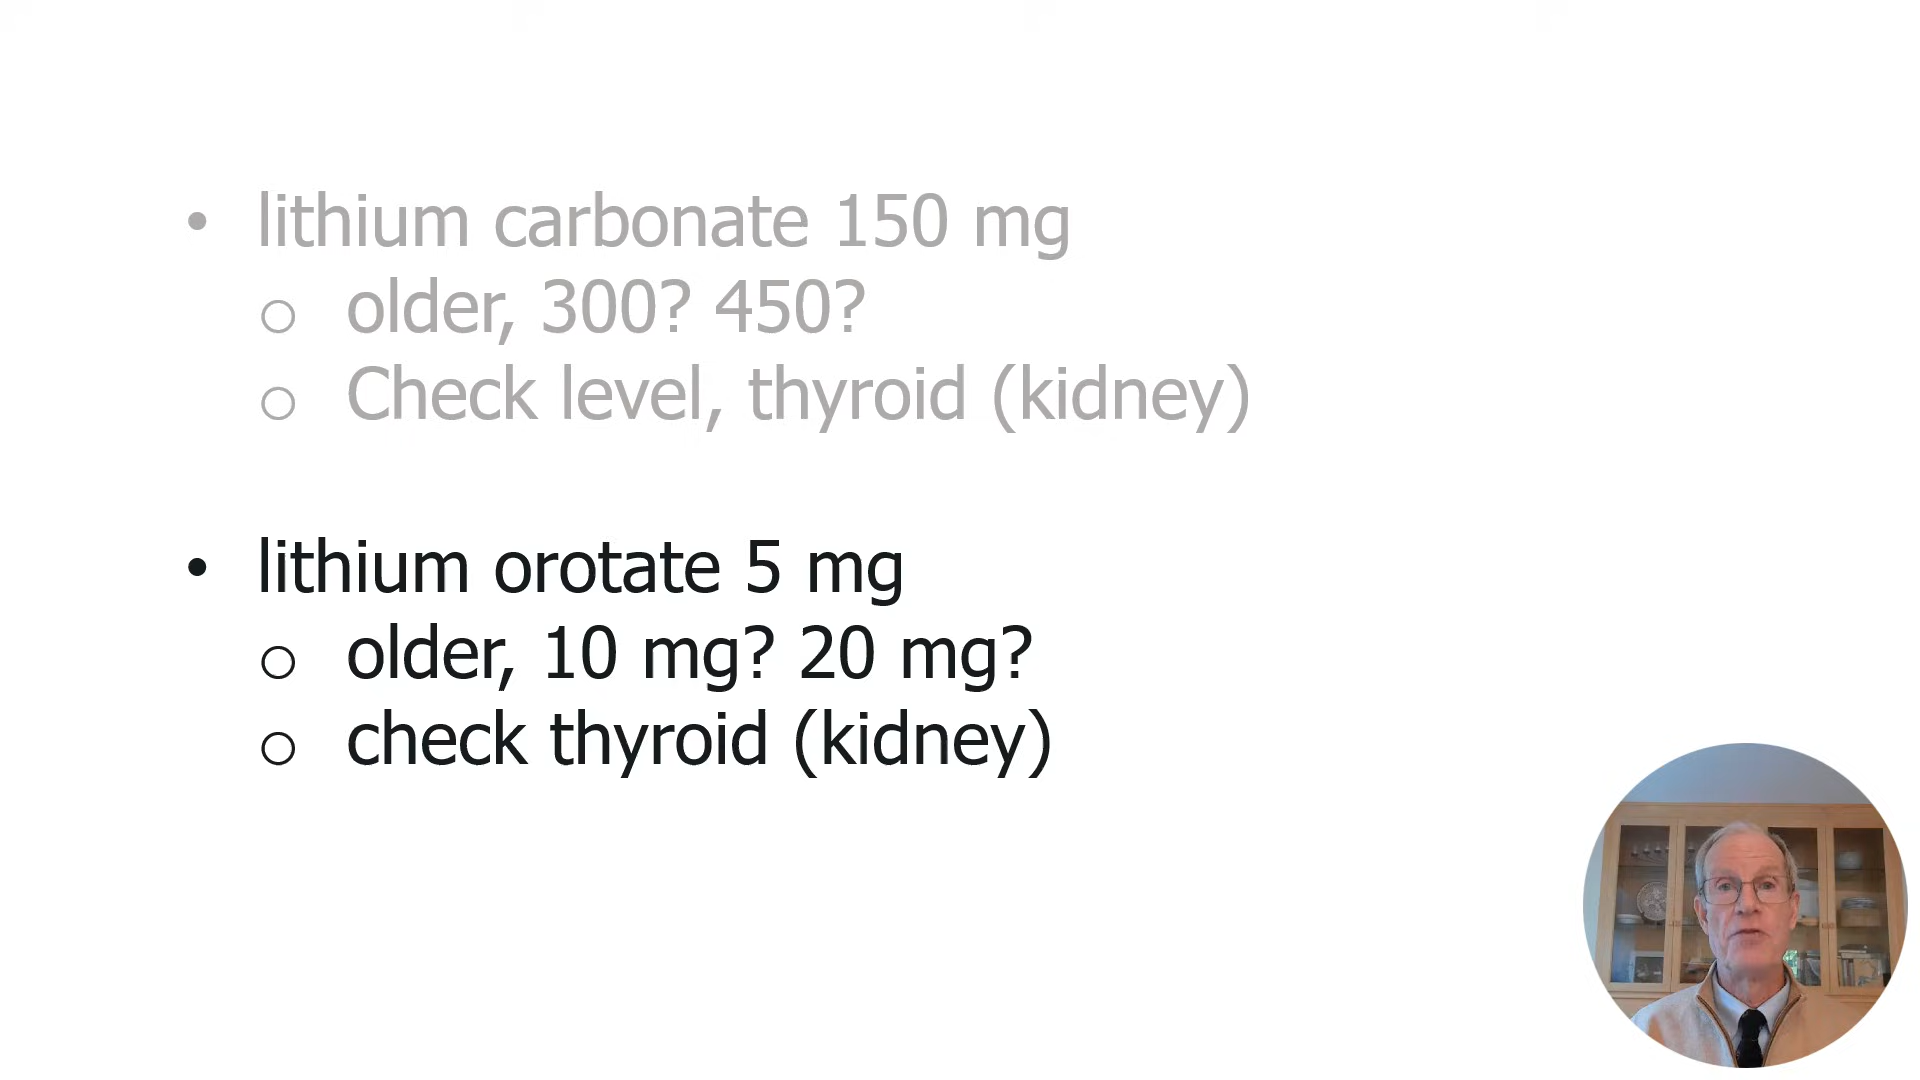 • lithium carbonate 150 mg
o older, 300? 450?
o Check level, thyroid (kidney)
• lithium orotate 5 mg
o older, 10 mg? 20 mg?
o check thyroid (kidney)